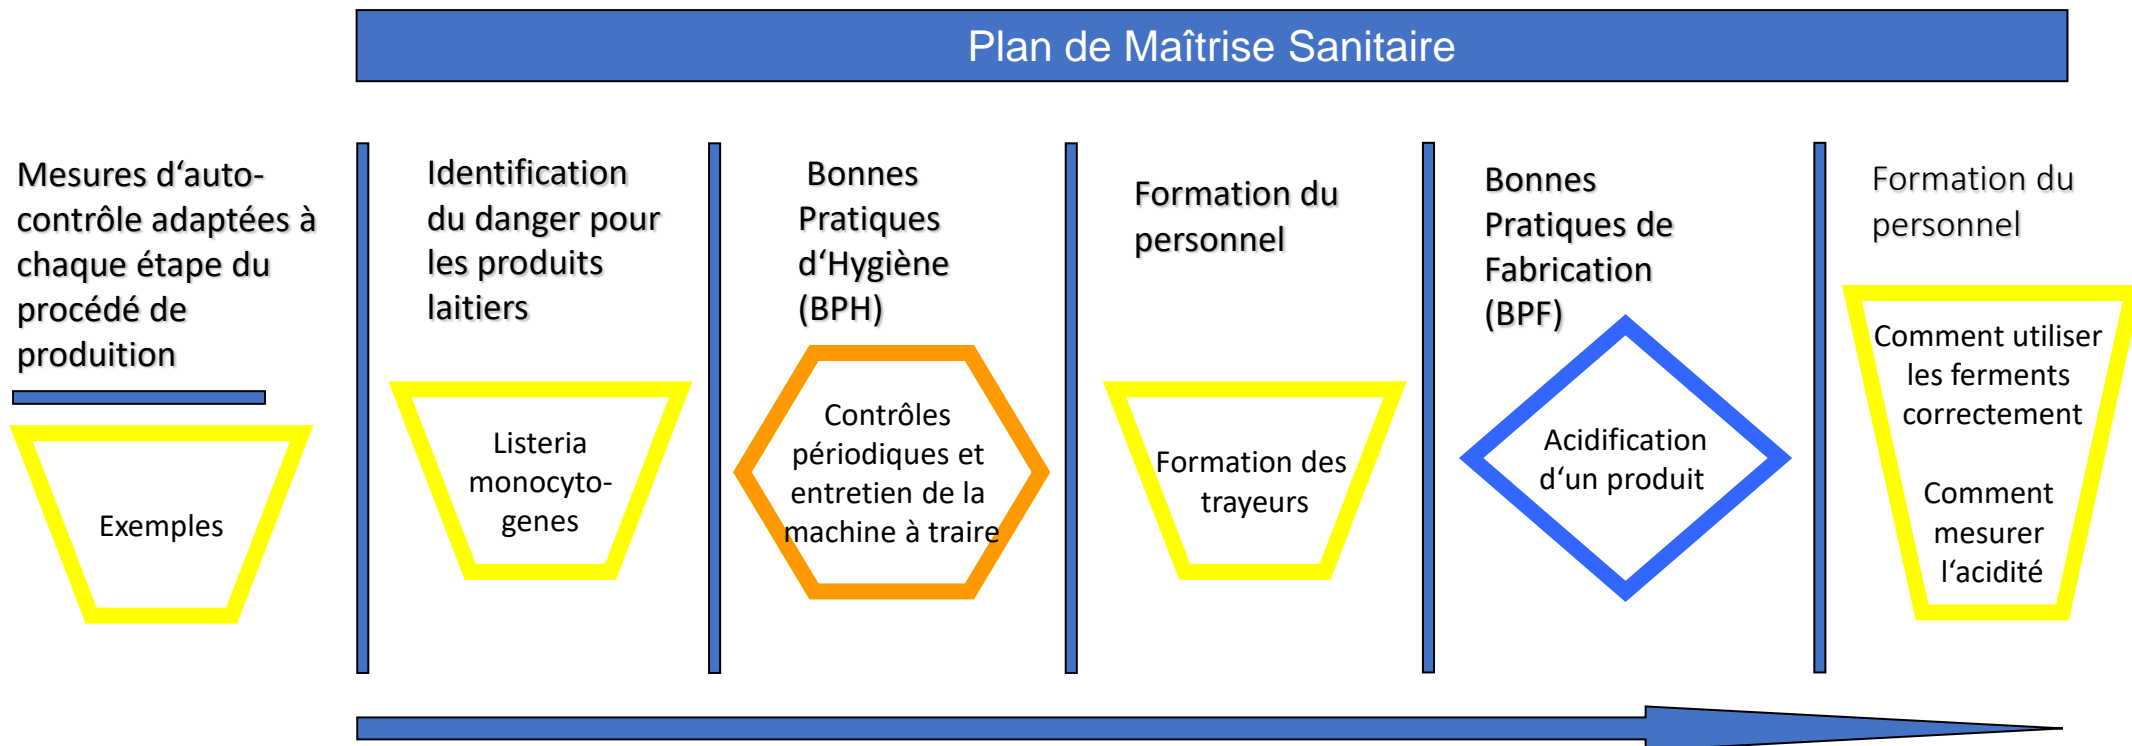 Plan de Maîtrise Sanitaire
Mesures d‘auto-
contrôle adaptées à
chaque étape du
procédé de
produition
Exemples
Identification
du danger pour
les produits
laitiers
Listeria
monocyto-
genes
Bonnes
Pratiques
d‘Hygiène
(BPH)
Contrôles
périodiques et
entretien de la
machine à traire
Formation du
personnel
Formation des
trayeurs
Bonnes
Pratiques de
Fabrication
(BPF)
Acidification
d‘un produit
Formation du
personnel
Comment utiliser
les ferments
correctement
Comment
mesurer
l‘acidité